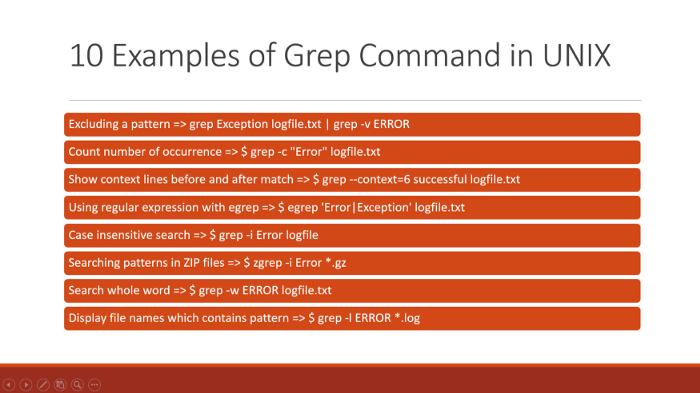 10 Examples of Grep Command in UNIX
Excluding a pattern => grep Exception logfile.txt | grep -v ERROR
Count number of occurrence => $ grep -c "Error" logfile.txt
Show context lines before and after match => $ grep --context=6 successful logfile.txt
Using regular expression with egrep => $ egrep 'Error|Exception' logfile.txt
Case insensitive search => $ grep -i Error logfile
Searching patterns in ZIP files => $ zgrep -i Error *.gz
Search whole word => $ grep -w ERROR logfile.txt
Display file names which contains pattern => $ grep -l ERROR *.log